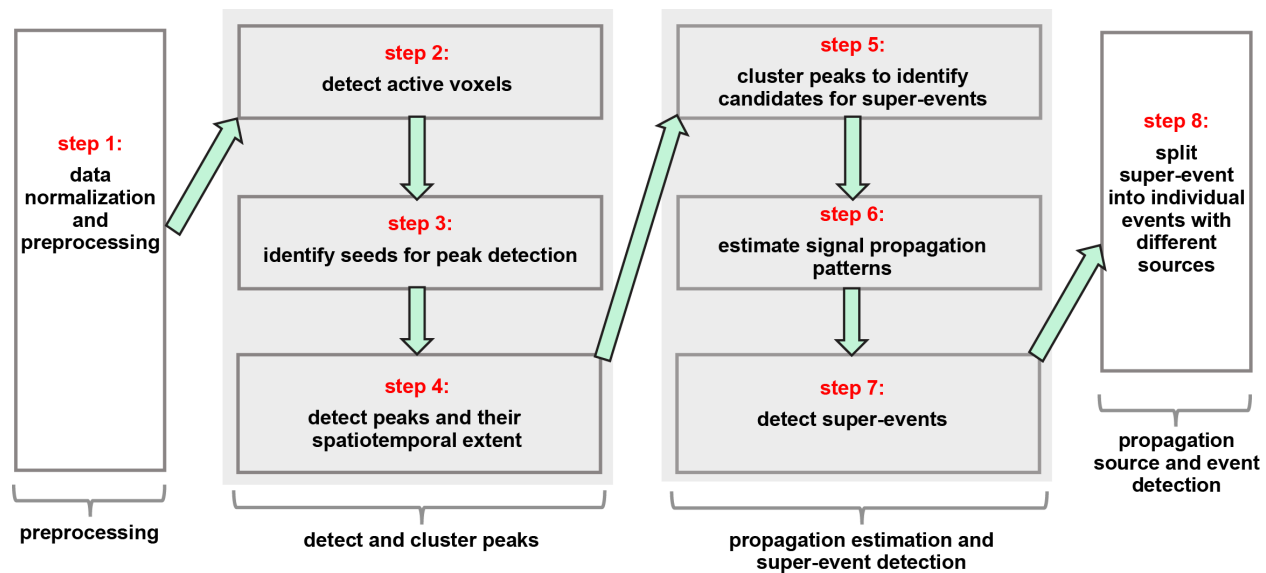 step 1:
data
normalization
and
preprocessing
preprocessing
step 2:
detect active voxels
step 3:
identify seeds for peak detection
step 4:
detect peaks and their
spatiotemporal extent
detect and cluster peaks
step 5:
cluster peaks to identify
candidates for super-events
step 6:
estimate signal propagation
patterns
step 7:
detect super-events
propagation estimation and
super-event detection
step 8:
split
super-event
into individual
events with
different
sources
propagation
source and event
detection